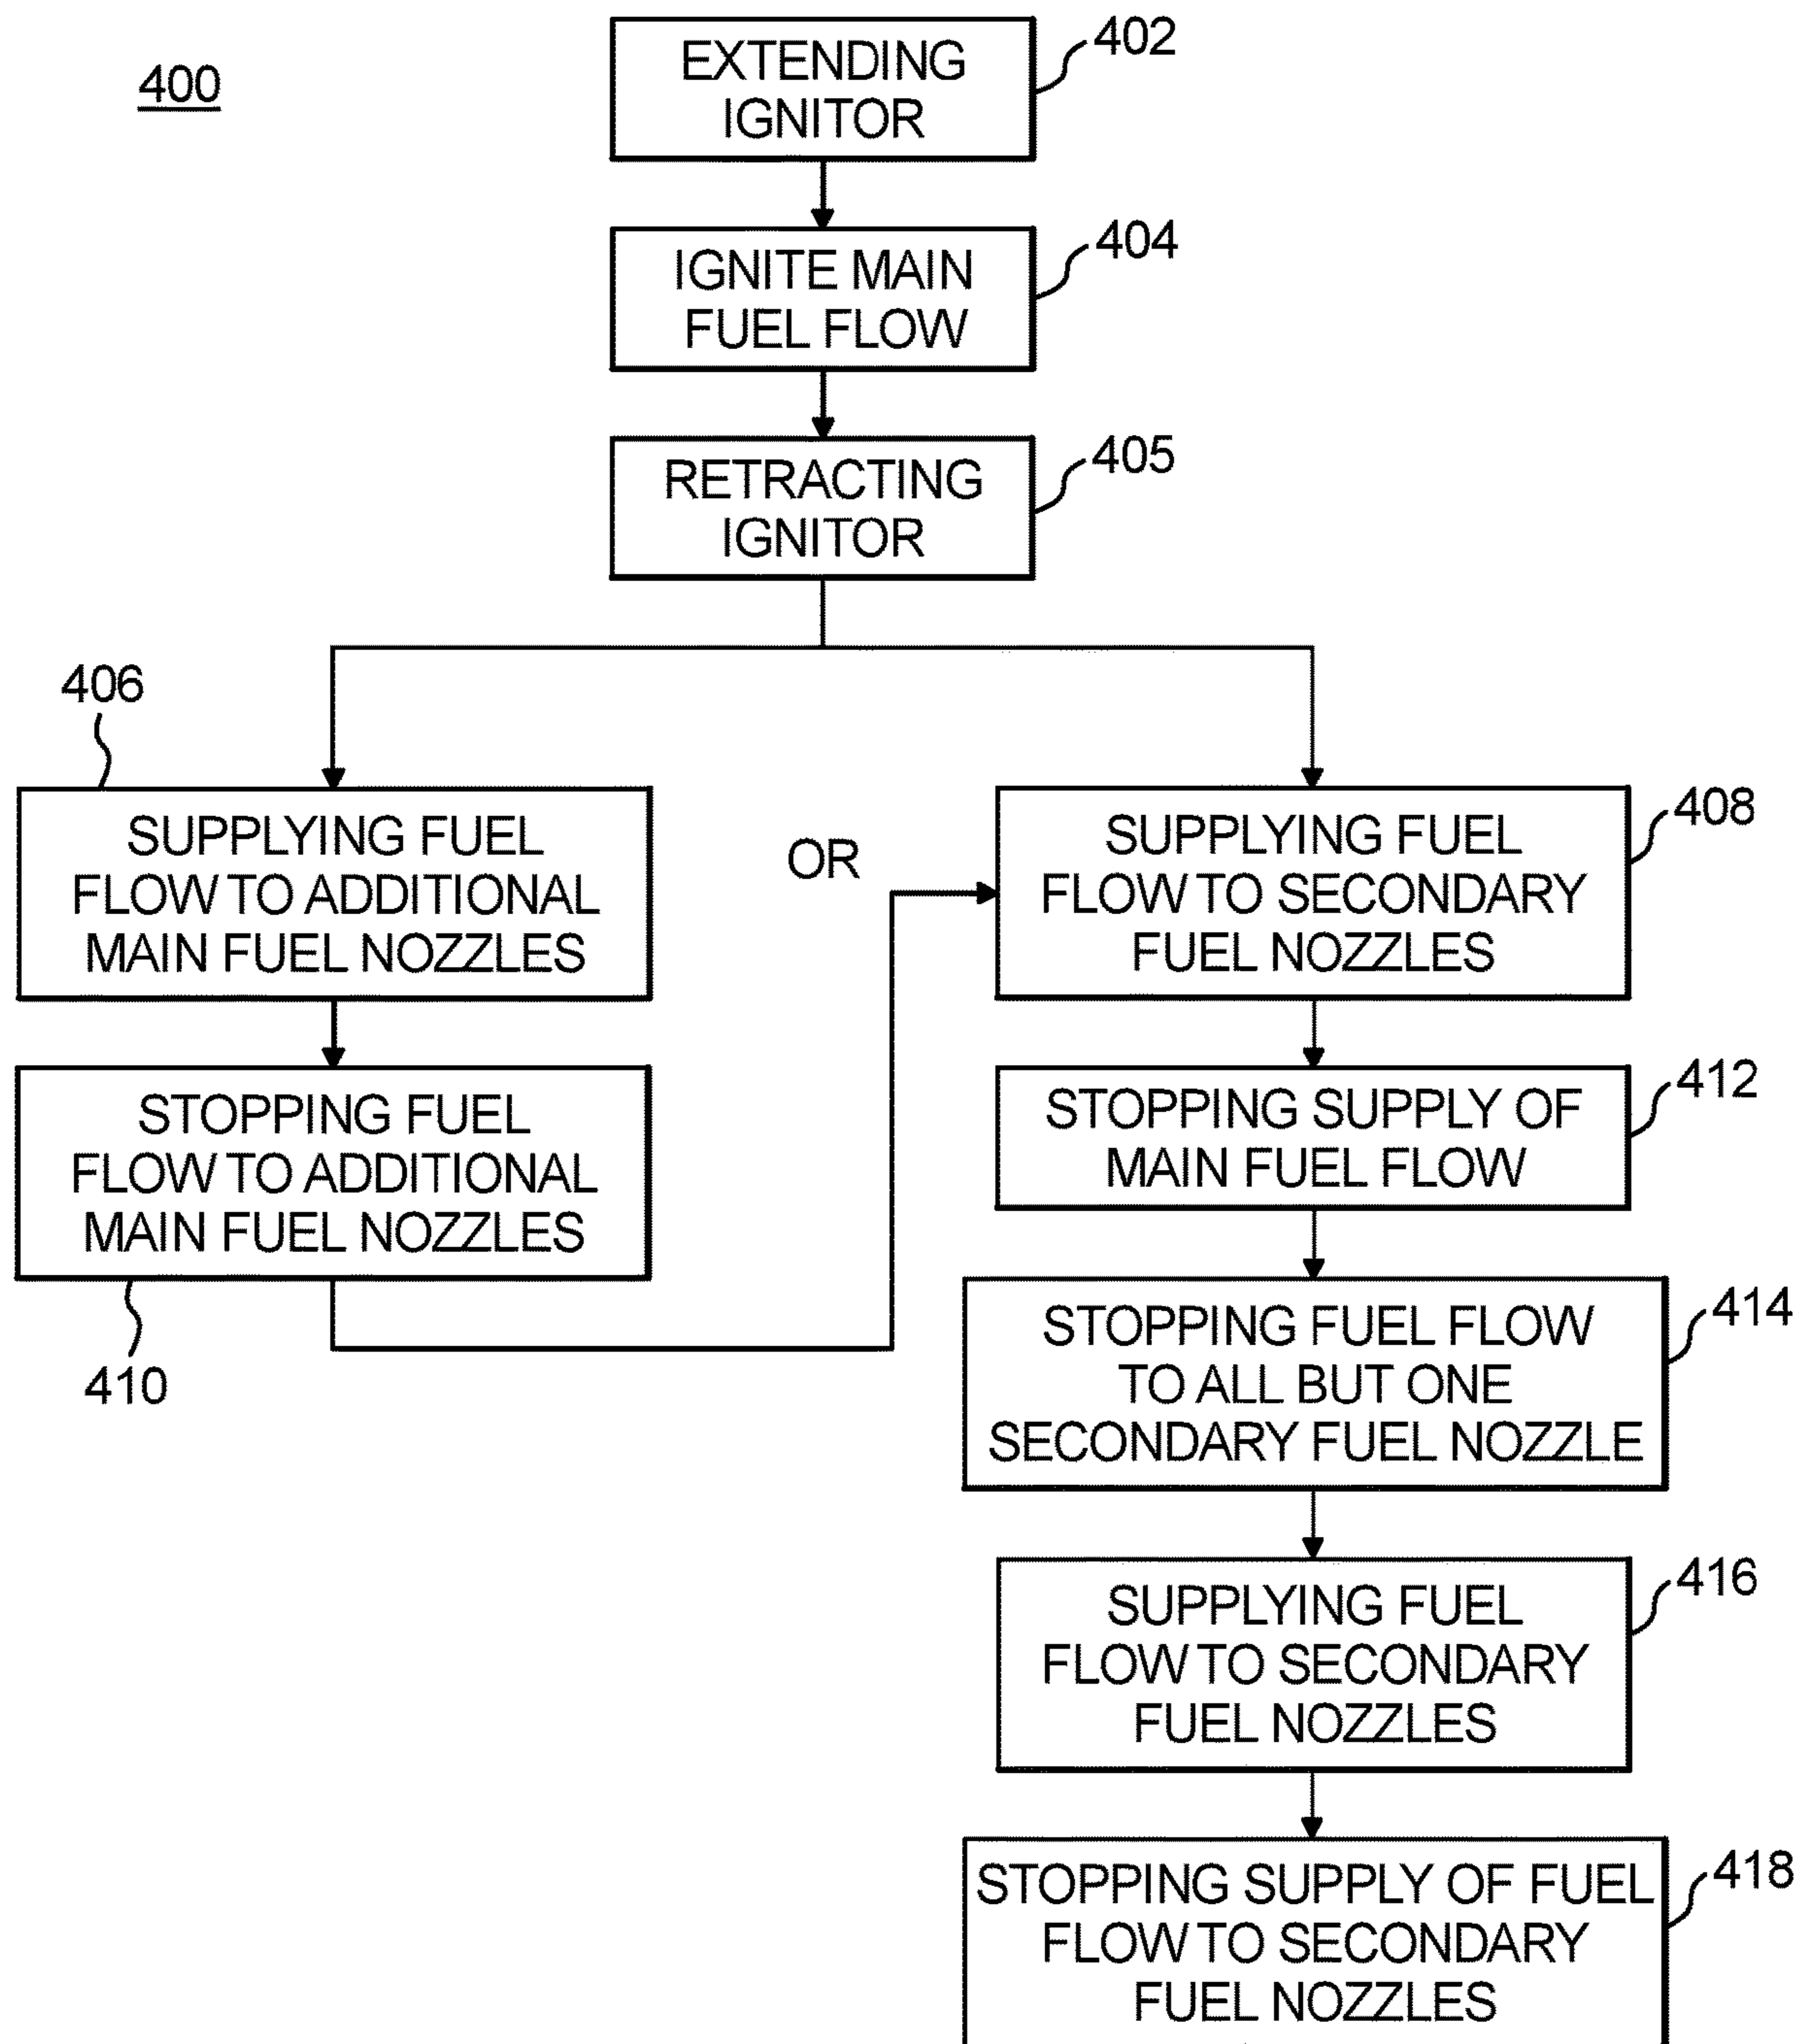 400
EXTENDING
IGNITOR
402
IGNITE MAIN
FUEL FLOW
404
RETRACTING
IGNITOR
405
406
SUPPLYING FUEL
FLOW TO ADDITIONAL
MAIN FUEL NOZZLES
OR
SUPPLYING FUEL
FLOW TO SECONDARY
FUEL NOZZLES
408
STOPPING FUEL
FLOW TO ADDITIONAL
MAIN FUEL NOZZLES
410
STOPPING SUPPLY OF
MAIN FUEL FLOW
412
STOPPING FUEL FLOW
TO ALL BUT ONE
SECONDARY FUEL NOZZLE
414
SUPPLYING FUEL
FLOW TO SECONDARY
FUEL NOZZLES
416
STOPPING SUPPLY OF FUEL
FLOW TO SECONDARY
FUEL NOZZLES
418